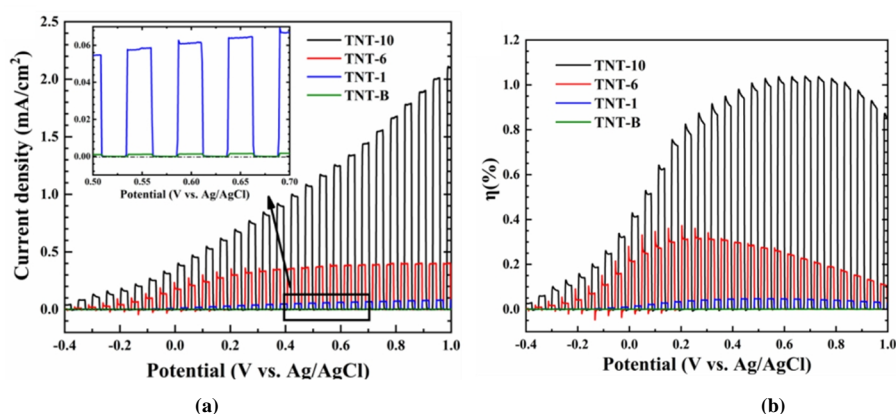 2.5
2.0
1.5
1.0
0.5
0.0
Current density (mA/cm²)
0.06
0.04
0.02
0.00
0.50 0.55 0.60 0.65 0.70
Potential (V vs. Ag/AgCl)
TNT-10
TNT-6
TNT-1
TNT-B
-0.4 -0.2 0.0 0.2 0.4 0.6 0.8 1.0
Potential (V vs. Ag/AgCl)
(a)
1.2
1.0
0.8
0.6
0.4
0.2
0.0
η(%)
TNT-10
TNT-6
TNT-1
TNT-B
-0.4 -0.2 0.0 0.2 0.4 0.6 0.8 1.0
Potential (V vs. Ag/AgCl)
(b)